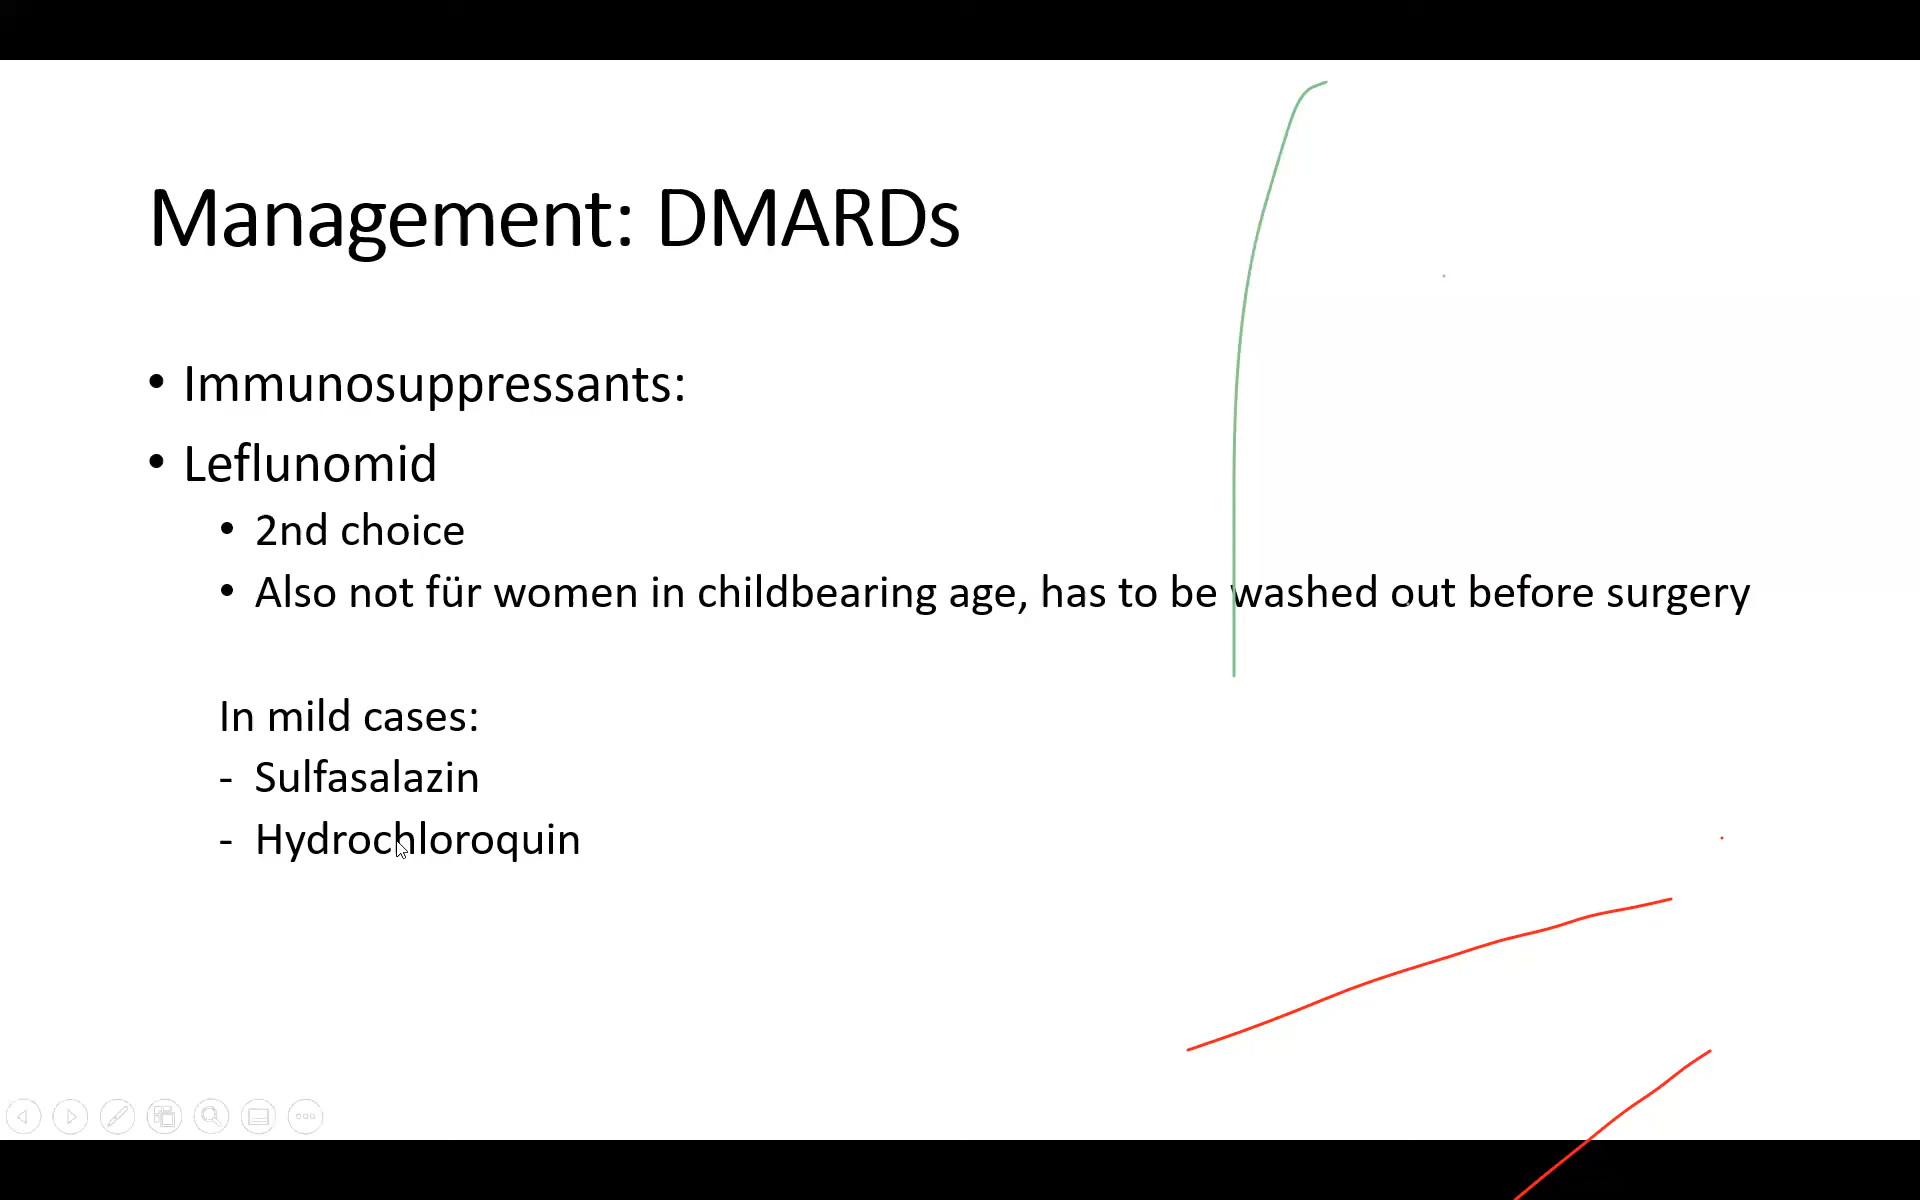 Management: DMARDs
• Immunosuppressants:
• Leflunomid
• 2nd choice
• Also not für women in childbearing age, has to be washed out before surgery
In mild cases:
- Sulfasalazin
- Hydrochloroquin